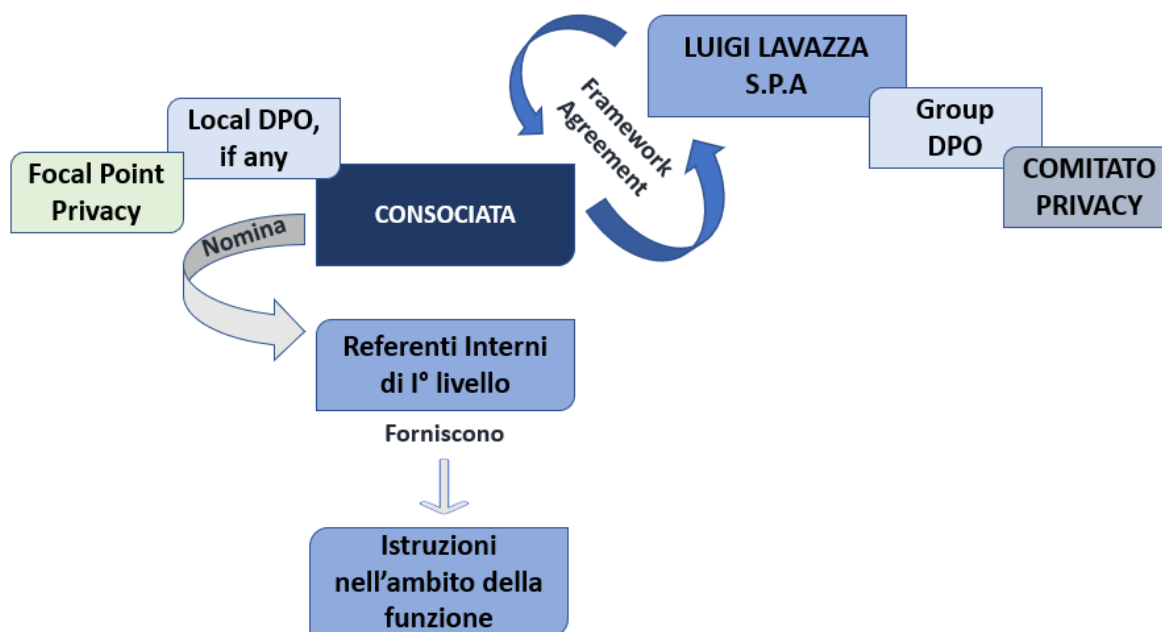 LUIGI LAVAZZA
S.P.A
Group
DPO
COMITATO
PRIVACY
Framework
Agreement
Local DPO,
if any
Focal Point
Privacy
CONSOCIATA
Nomina
Referenti Interni
di I° livello
Forniscono
Istruzioni
nell'ambito della
funzione